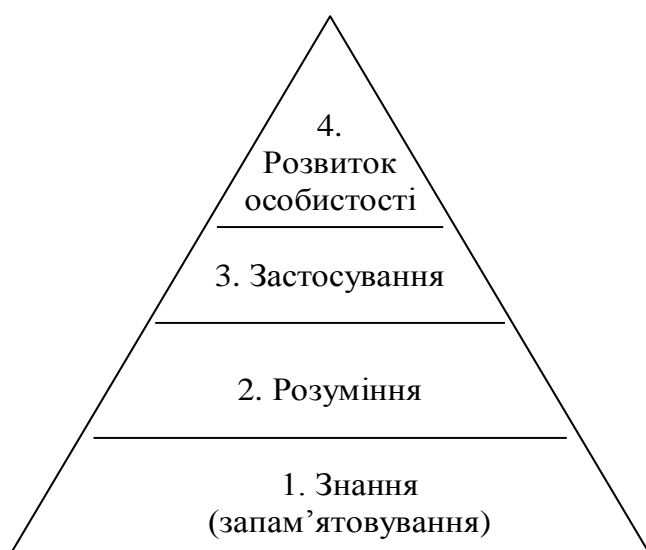 4.
Розвиток
особистості
3. Застосування
2. Розуміння
1. Знання
(запам’ятовування)